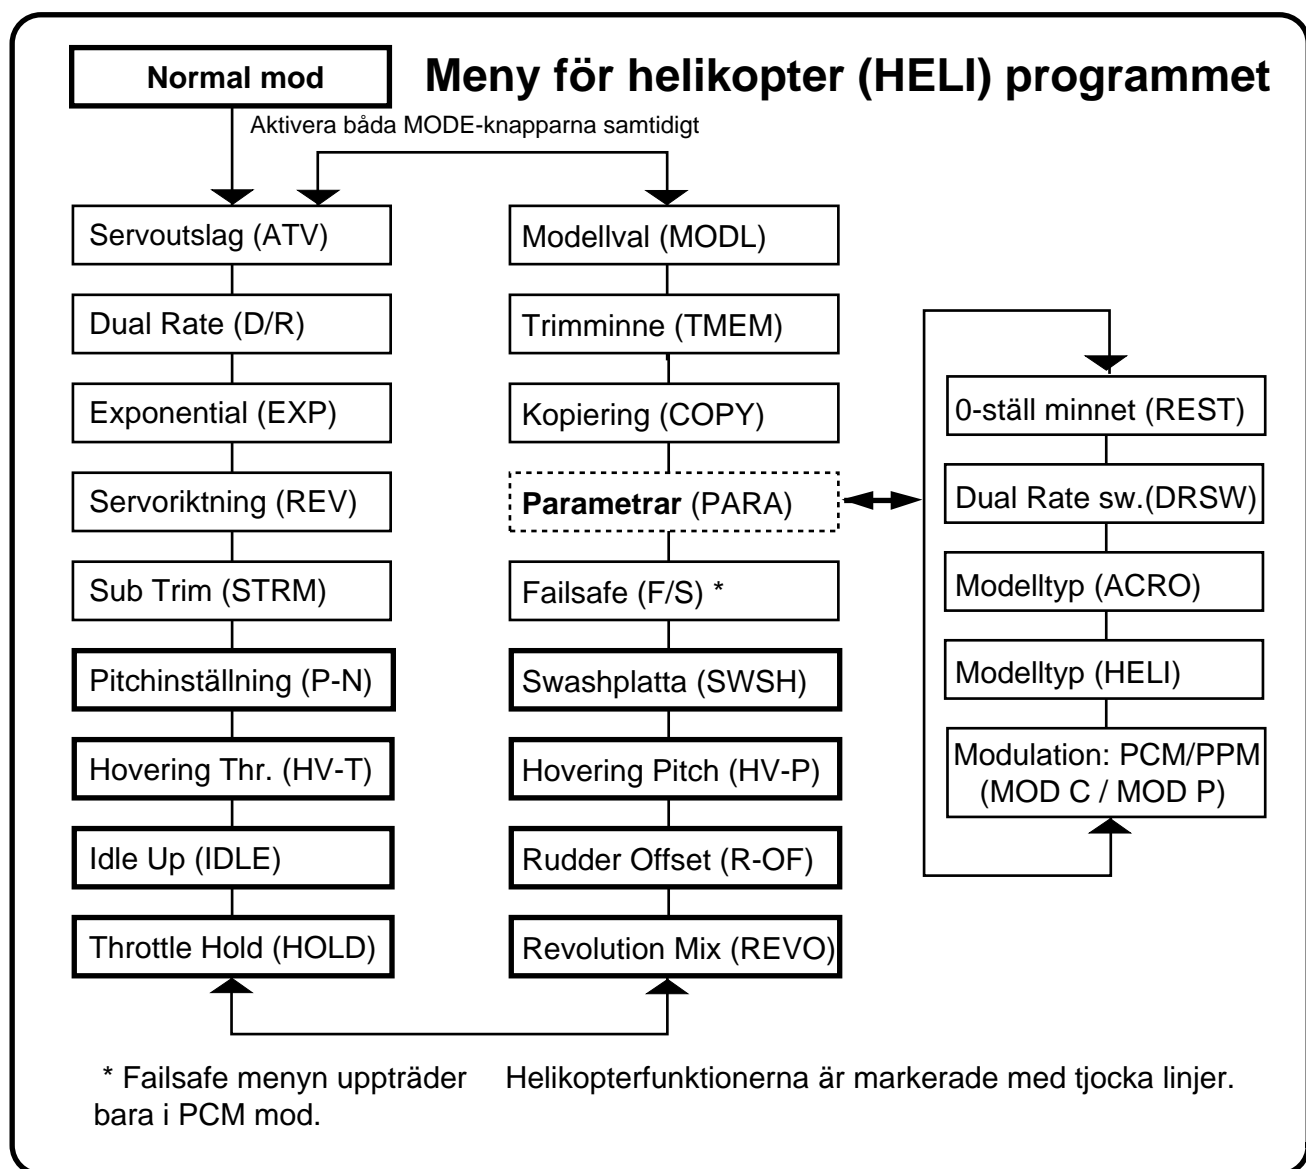 Normal mod
Meny för helikopter (HELI) programmet
Aktivera båda MODE-knapparna samtidigt
Servoutslag (ATV)
Dual Rate (D/R)
Exponential (EXP)
Servoriktning (REV)
Sub Trim (STRM)
Pitchinställning (P-N)
Hovering Thr. (HV-T)
Idle Up (IDLE)
Throttle Hold (HOLD)
Modellval (MODL)
Trimminne (TMEM)
Kopiering (COPY)
Parametrar (PARA)
Failsafe (F/S) *
Swashplatta (SWSH)
Hovering Pitch (HV-P)
Rudder Offset (R-OF)
Revolution Mix (REVO)
0-ställ minnet (REST)
Dual Rate sw.(DRSW)
Modelltyp (ACRO)
Modelltyp (HELI)
Modulation: PCM/PPM
(MOD C / MOD P)
* Failsafe menyn uppträder
bara i PCM mod.
Helikopterfunktionerna är markerade med tjocka linjer.